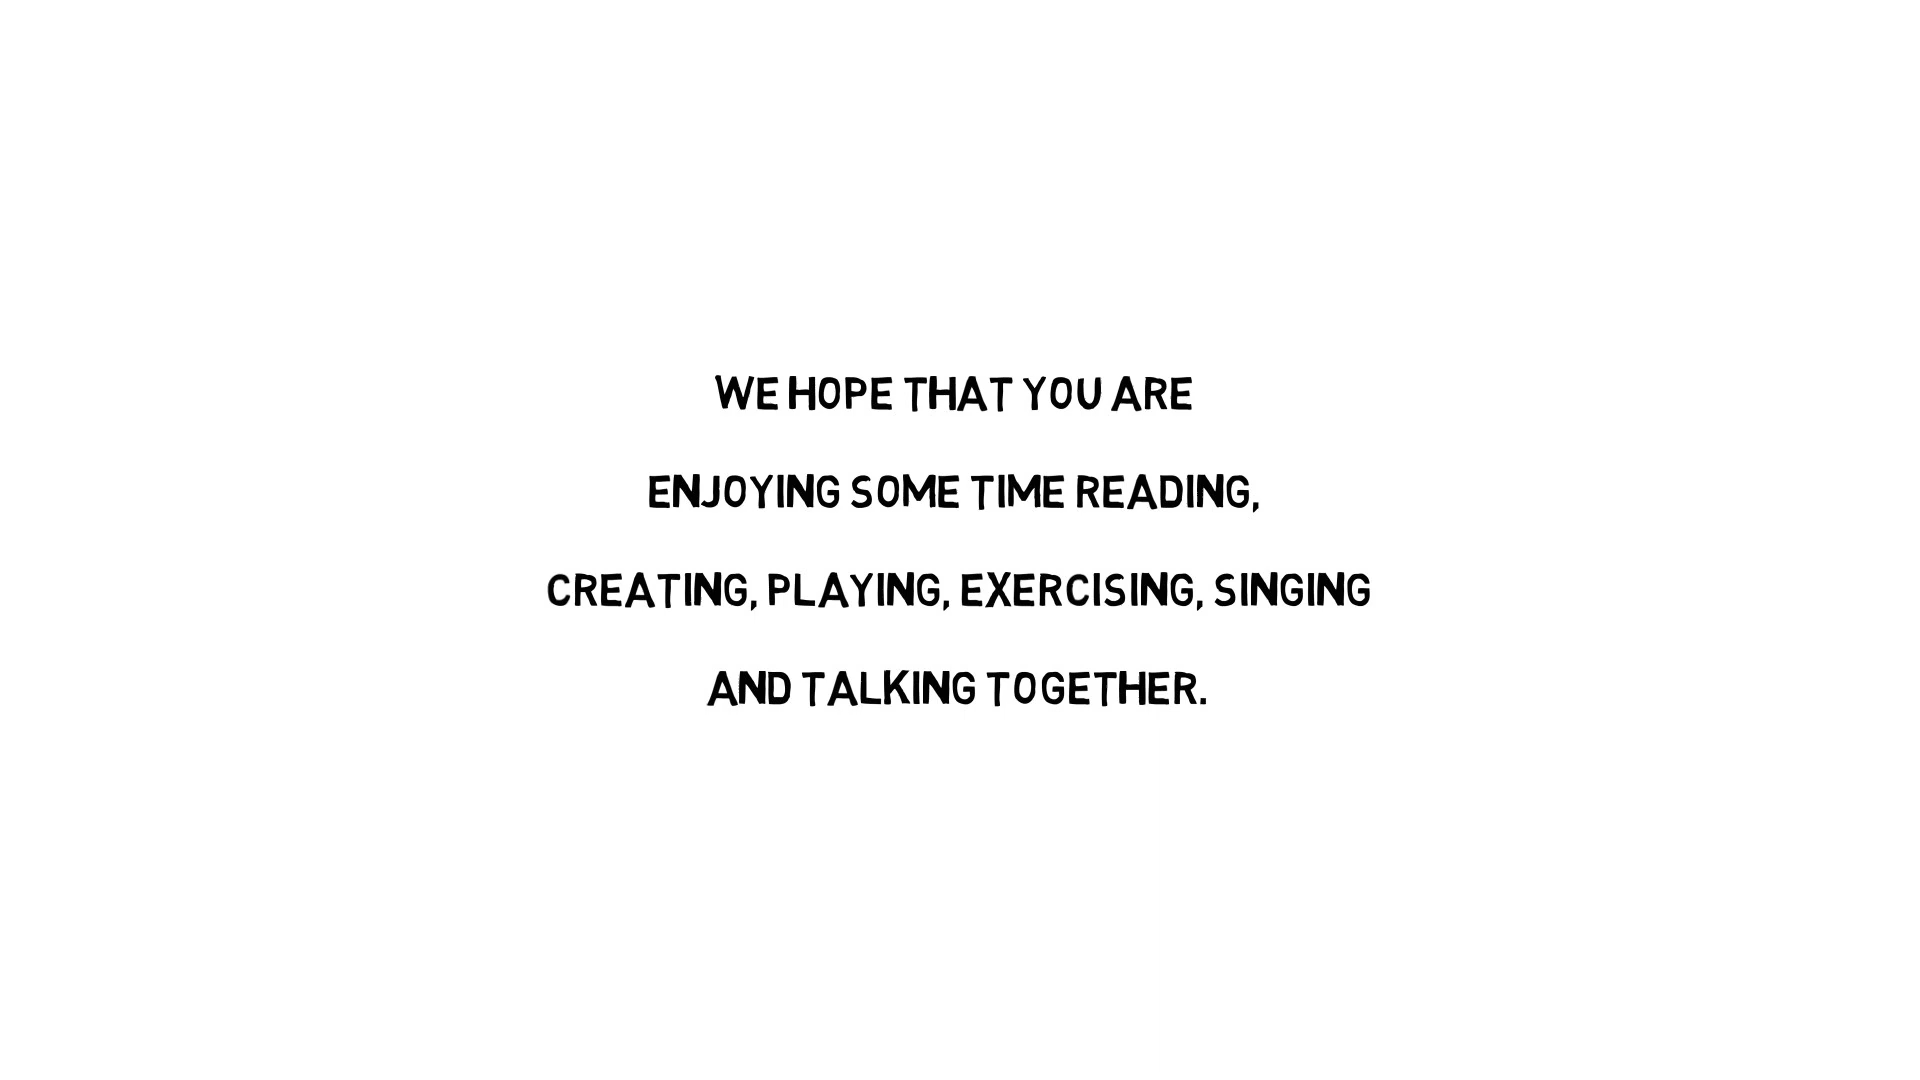 WE HOPE THAT YOU ARE
ENJOYING SOME TIME READING,
CREATING, PLAYING, EXERCISING, SINGING
AND TALKING TOGETHER.